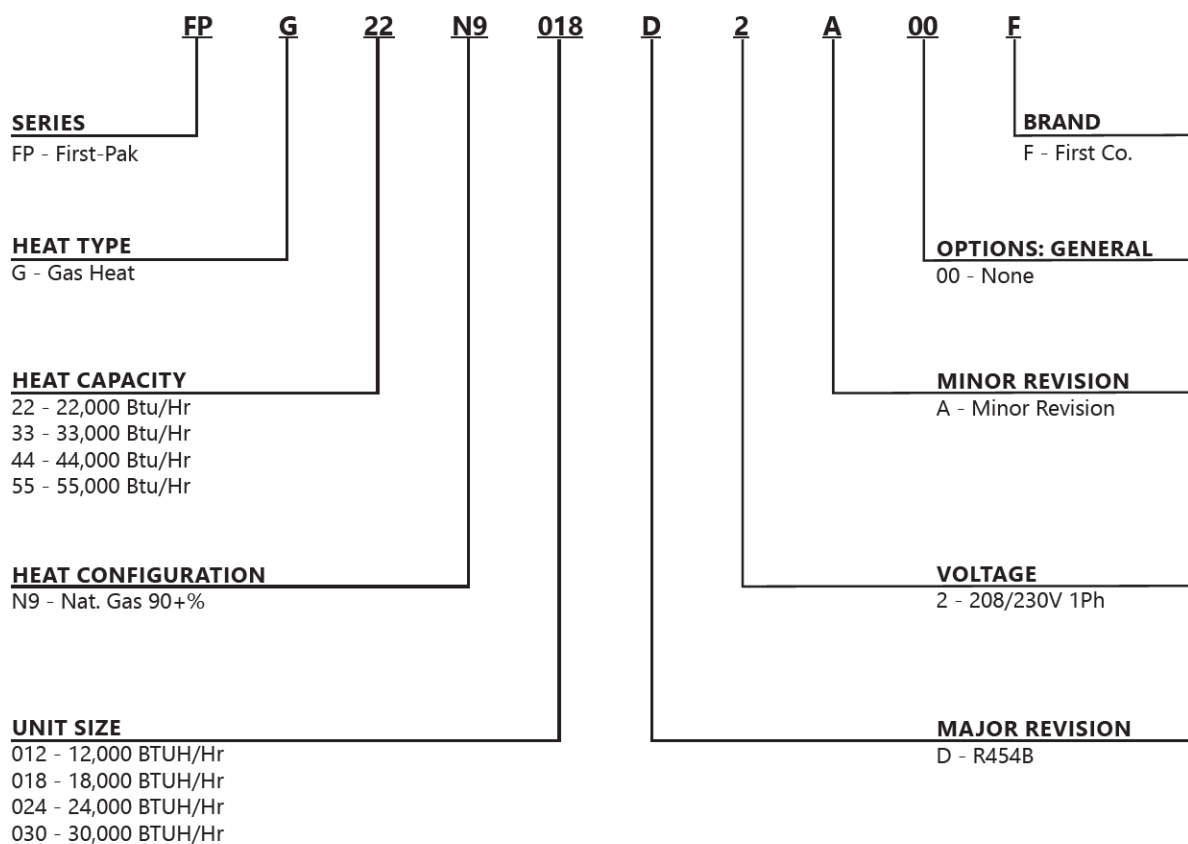 FP G 22 N9 018 D 2 A 00 F
SERIES
FP - First-Pak
HEAT TYPE
G - Gas Heat
HEAT CAPACITY
22 - 22,000 Btu/Hr
33 - 33,000 Btu/Hr
44 - 44,000 Btu/Hr
55 - 55,000 Btu/Hr
HEAT CONFIGURATION
N9 - Nat. Gas 90+%
UNIT SIZE
012 - 12,000 BTUH/Hr
018 - 18,000 BTUH/Hr
024 - 24,000 BTUH/Hr
030 - 30,000 BTUH/Hr
BRAND
F - First Co.
OPTIONS: GENERAL
00 - None
MINOR REVISION
A - Minor Revision
VOLTAGE
2 - 208/230V 1Ph
MAJOR REVISION
D - R454B